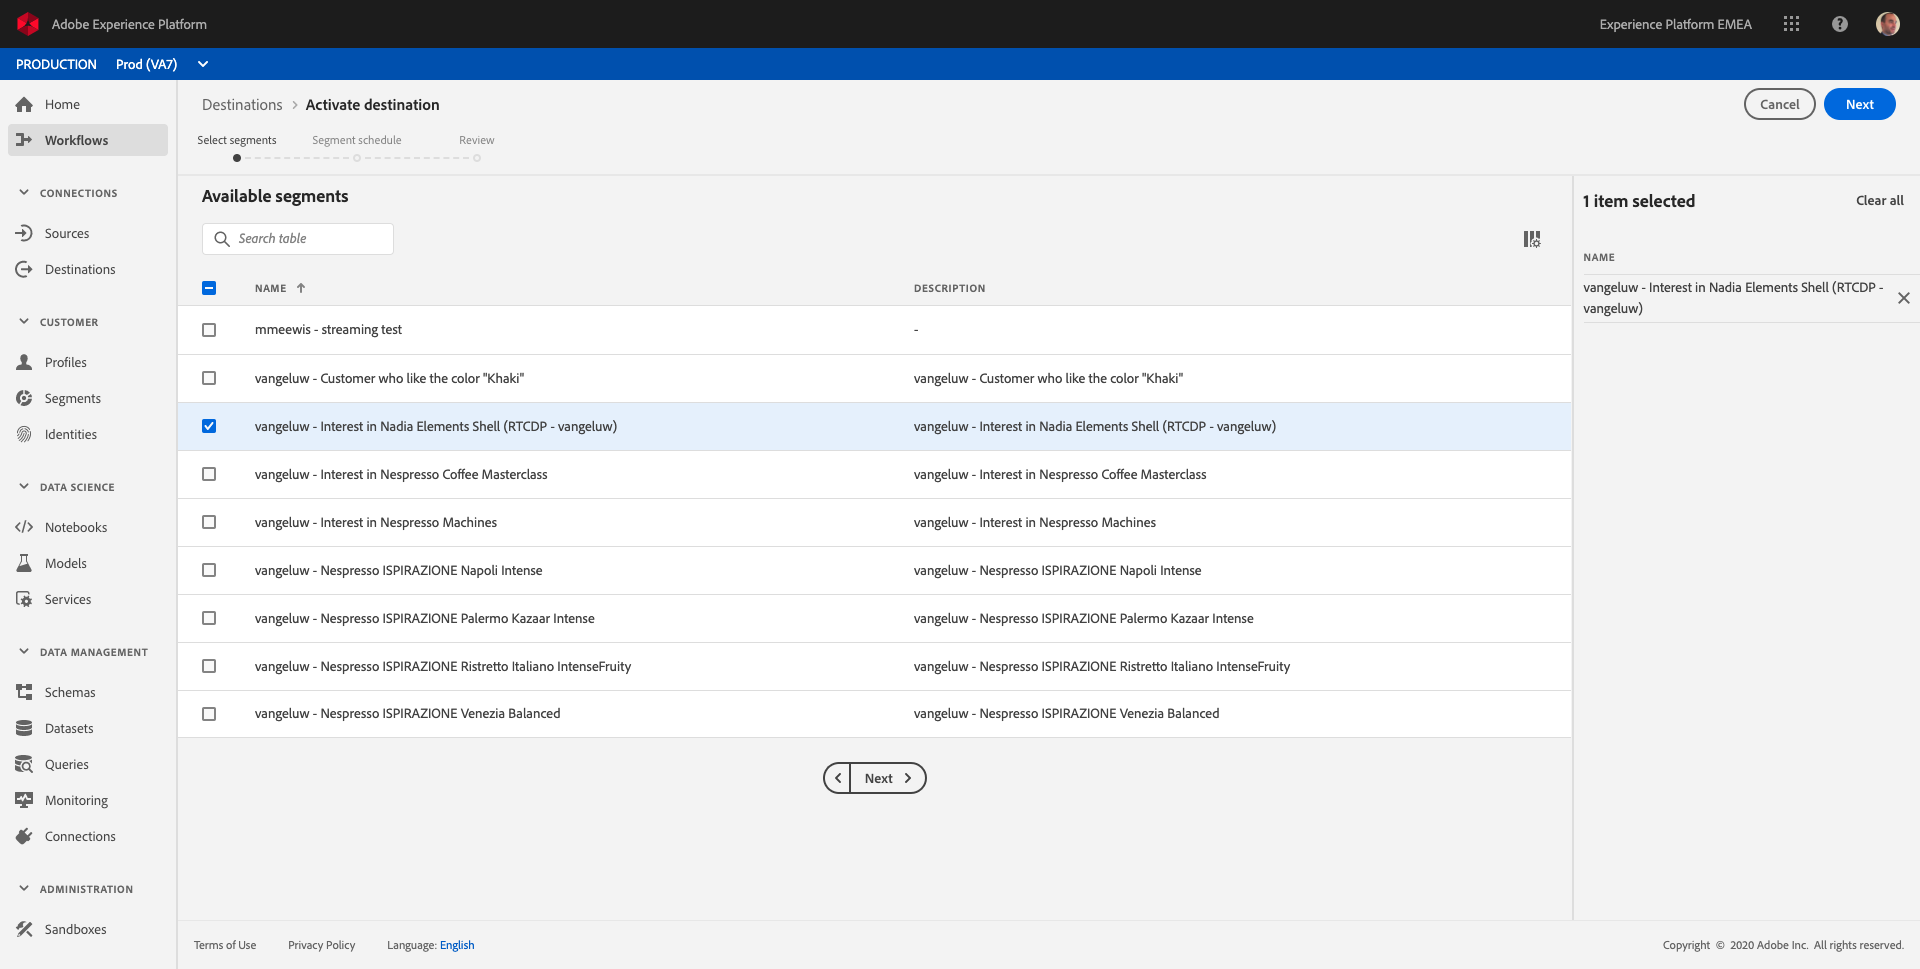 Adobe Experience Platform
Experience Platform EMEA
PRODUCTION Prod (VA7)
Home
Workflows
CONNECTIONS
Sources
Destinations
CUSTOMER
Profiles
Segments
Identities
DATA SCIENCE
Notebooks
Models
Services
DATA MANAGEMENT
Schemas
Datasets
Queries
Monitoring
Connections
ADMINISTRATION
Sandboxes
Destinations > Activate destination
Cancel
Next
Select segments Segment schedule Review
Available segments
Search table
NAME DESCRIPTION
mmeewis - streaming test -
vangeluw - Customer who like the color "Khaki" vangeluw - Customer who like the color "Khaki"
vangeluw - Interest in Nadia Elements Shell (RTCDP - vangeluw) vangeluw - Interest in Nadia Elements Shell (RTCDP - vangeluw)
vangeluw - Interest in Nespresso Coffee Masterclass vangeluw - Interest in Nespresso Coffee Masterclass
vangeluw - Interest in Nespresso Machines vangeluw - Interest in Nespresso Machines
vangeluw - Nespresso ISPIRAZIONE Napoli Intense vangeluw - Nespresso ISPIRAZIONE Napoli Intense
vangeluw - Nespresso ISPIRAZIONE Palermo Kazaar Intense vangeluw - Nespresso ISPIRAZIONE Palermo Kazaar Intense
vangeluw - Nespresso ISPIRAZIONE Ristretto Italiano IntenseFruity vangeluw - Nespresso ISPIRAZIONE Ristretto Italiano IntenseFruity
vangeluw - Nespresso ISPIRAZIONE Venezia Balanced vangeluw - Nespresso ISPIRAZIONE Venezia Balanced
Next
1 item selected Clear all
NAME
vangeluw - Interest in Nadia Elements Shell (RTCDP -
vangeluw)
Terms of Use Privacy Policy Language: English
Copyright © 2020 Adobe Inc. All rights reserved.